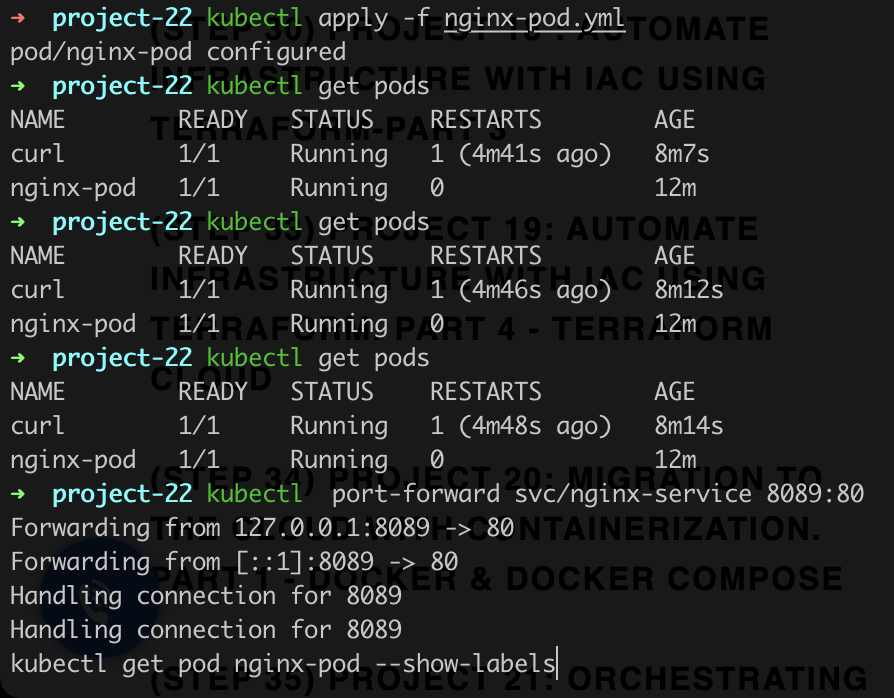 ➜  project-22 kubectl apply -f nginx-pod.yml
(STEP 30) PROJECT 18: AUTOMATE
pod/nginx-pod configured
INFRASTRUCTURE WITH IAC USING
➜  project-22 kubectl get pods
NAME        READY   STATUS    RESTARTS        AGE
TERRAFORM-PART 3
curl        1/1     Running   1 (4m41s ago)   8m7s
nginx-pod   1/1     Running   0               12m
➜  project-22 kubectl get pods
(STEP 33) PROJECT 19: AUTOMATE
NAME        READY   STATUS    RESTARTS        AGE
INFRASTRUCTURE WITH IAC USING
curl        1/1     Running   1 (4m46s ago)   8m12s
nginx-pod   1/1     Running   0               12m
TERRAFORM. PART 4 - TERRAFORM
➜  project-22 kubectl get pods
CLOUD
NAME        READY   STATUS    RESTARTS        AGE
curl        1/1     Running   1 (4m48s ago)   8m14s
nginx-pod   1/1     Running   0               12m
(STEP 34) PROJECT 20: MIGRATION TO
➜  project-22 kubectl  port-forward svc/nginx-service 8089:80
Forwarding from 127.0.0.1:8089 -> 80
THE CLOUD WITH CONTAINERIZATION.
Forwarding from [::1]:8089 -> 80
PART 1 - DOCKER & DOCKER COMPOSE
Handling connection for 8089
Handling connection for 8089
kubectl get pod nginx-pod --show-labels
(STEP 35) PROJECT 21: ORCHESTRATING